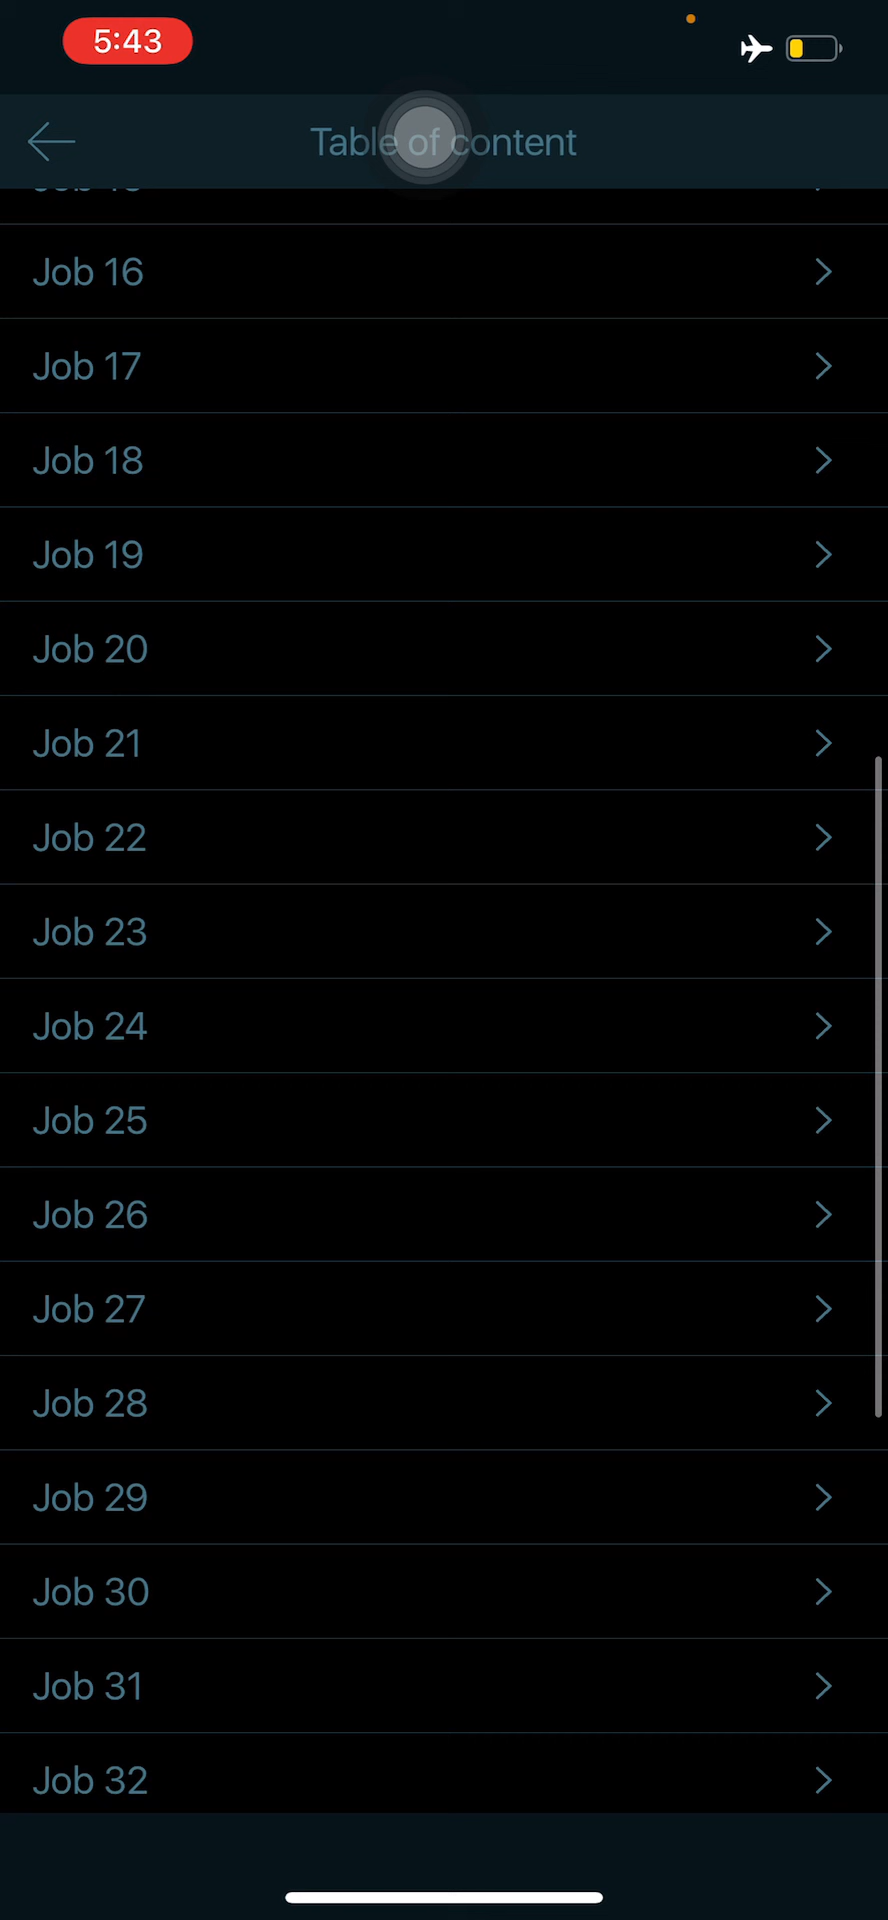 5:43
Table of content
Job 16
Job 17
Job 18
Job 19
Job 20
Job 21
Job 22
Job 23
Job 24
Job 25
Job 26
Job 27
Job 28
Job 29
Job 30
Job 31
Job 32